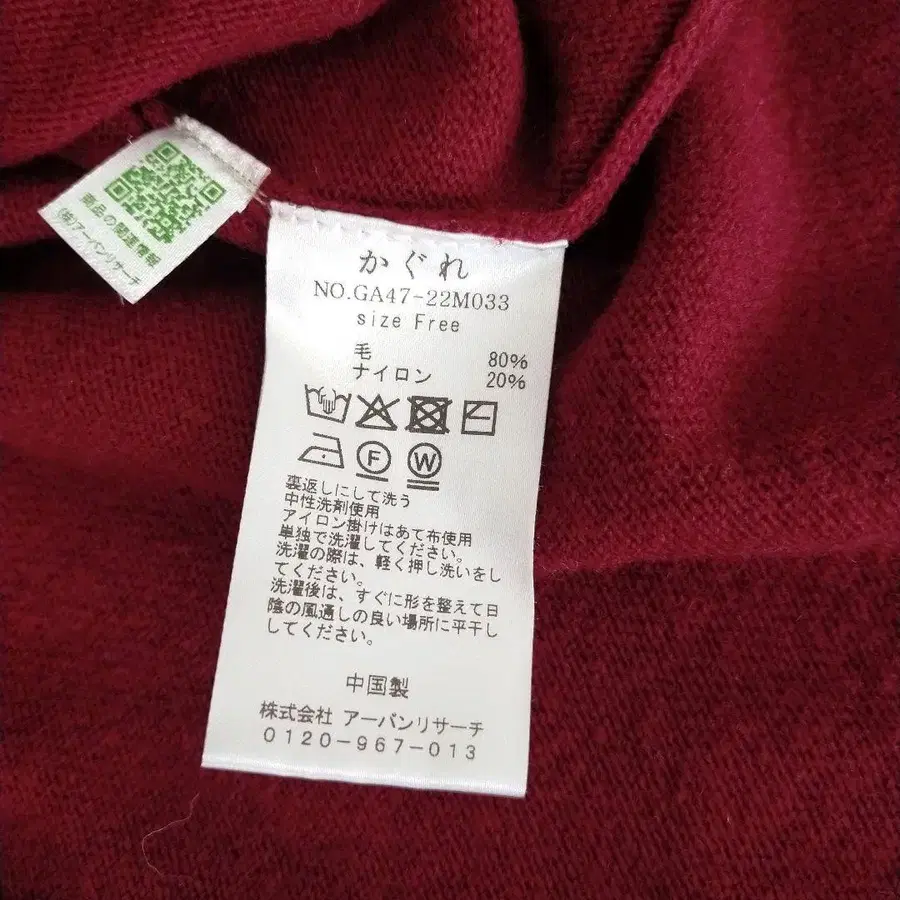 商品の関連情報
(株)アーバンリサーチ
かぐれ
NO.GA47-22M033
size Free
毛 80%
ナイロン 20%
F W
裏返しにして洗う
中性洗剤使用
アイロン掛けはあて布使用
単独で洗濯してください。
洗濯の際は、軽く押し洗いをし
てください。
洗濯後は、すぐに形を整えて日
陰の風通しの良い場所に平干し
してください。
中国製
株式会社 アーバンリサーチ
0120-967-013